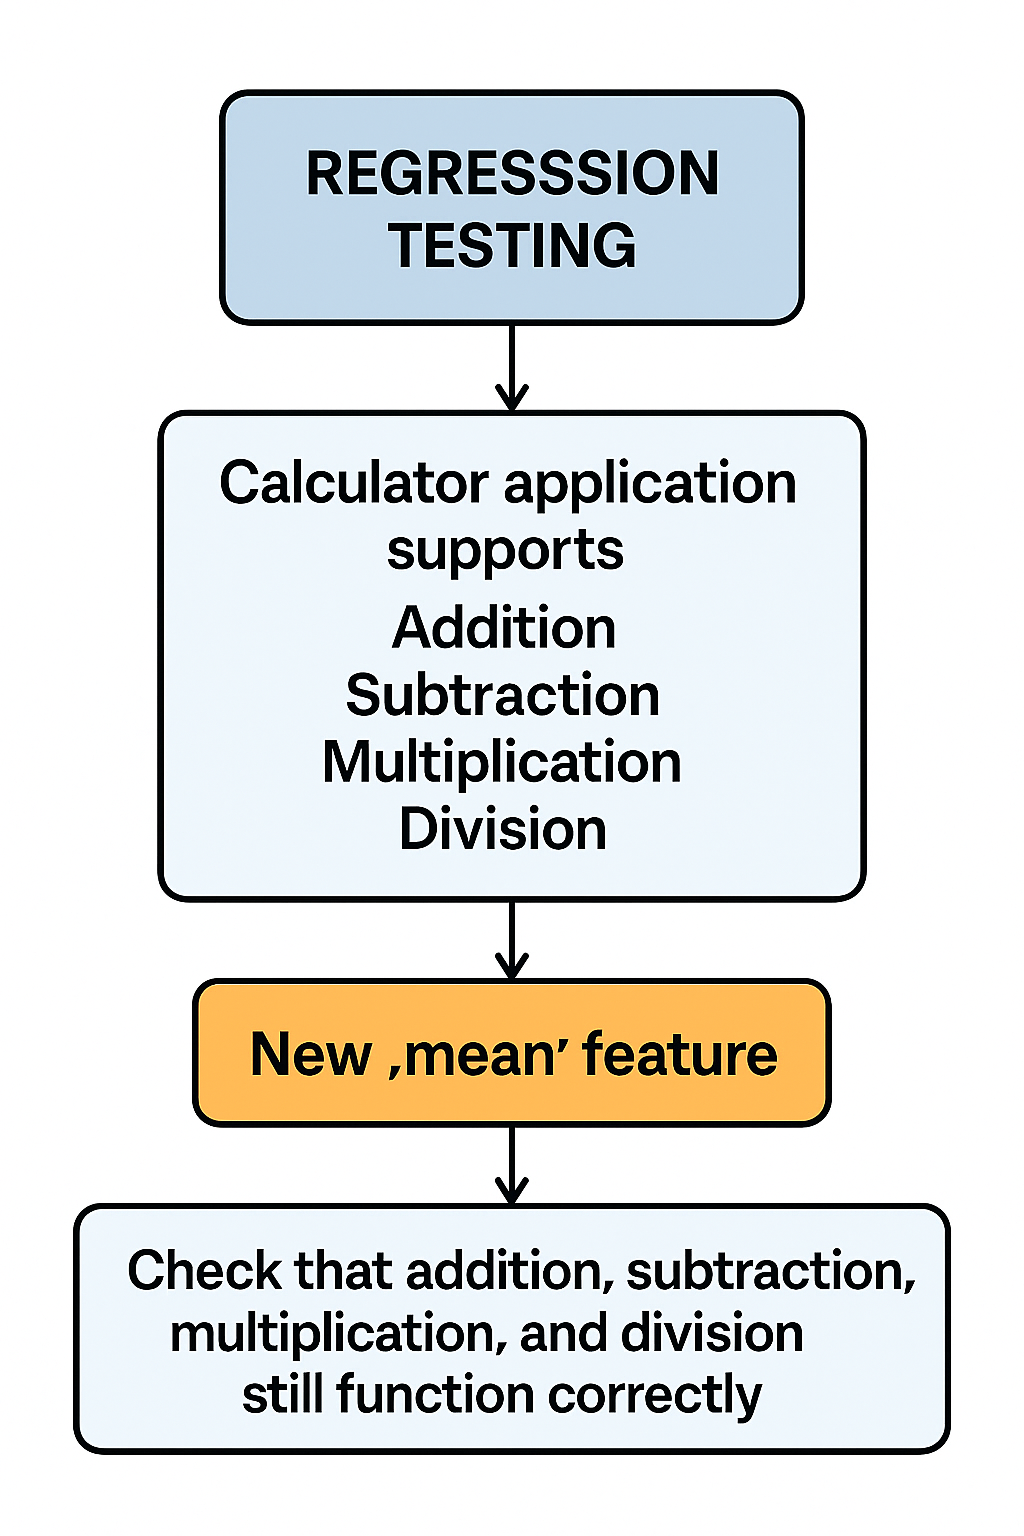 REGRESSSION
TESTING
Calculator application
supports
Addition
Subtraction
Multiplication
Division
New ‚mean’ feature
Check that addition, subtraction,
multiplication, and division
still function correctly